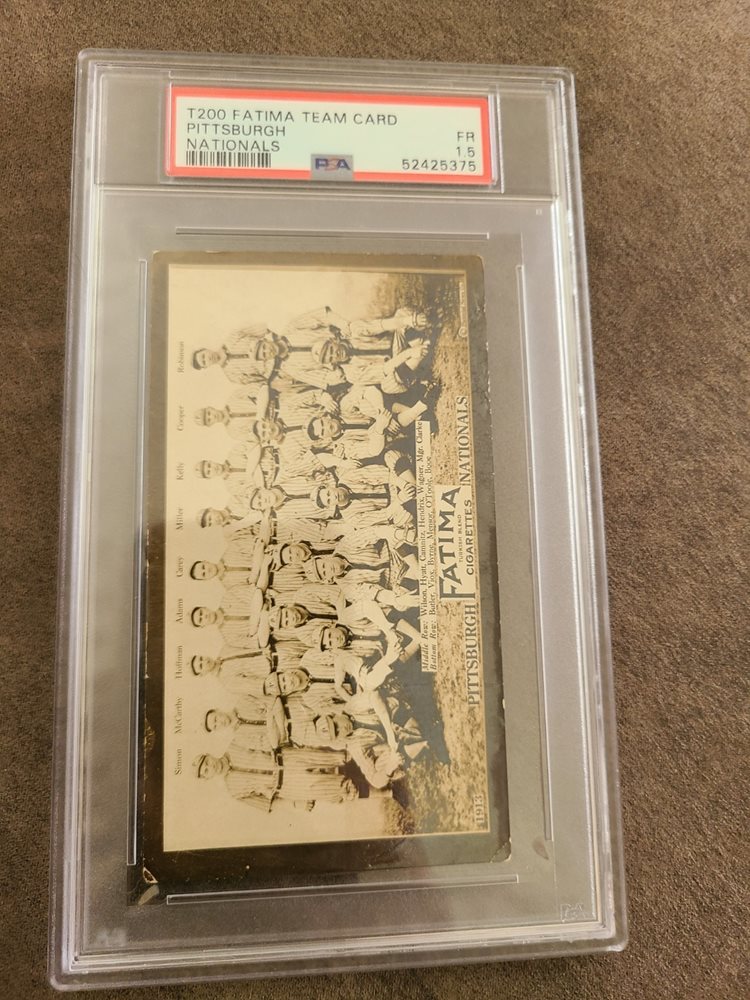 T200 FATIMA TEAM CARD
PITTSBURGH FR
NATIONALS 1.5
PSA 52425375
Simon McCarthy Hoffman Adams Carey Miller Kelly Cooper Robinson
Middle Row: Wilson, Hyatt, Camnitz, Hendrix, Wagner, Mgr. Clarke
Bottom Row: Butler, Viox, Byrne, Mensor, O'Toole, Booe
FATIMA
TURKISH BLEND
CIGARETTES
1913 PITTSBURGH NATIONALS